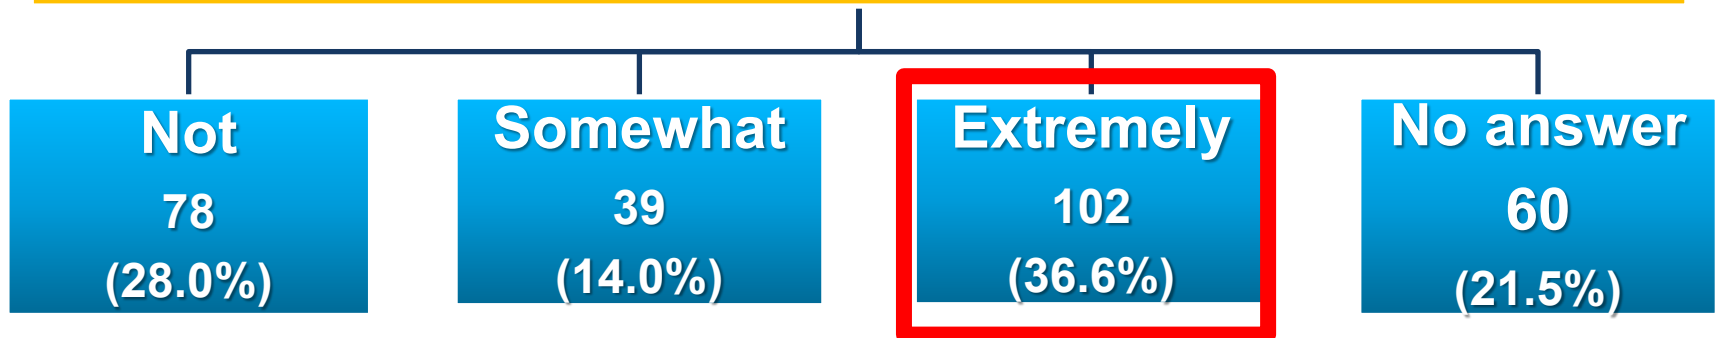 Not
78
(28.0%)
Somewhat
39
(14.0%)
Extremely
102
(36.6%)
No answer
60
(21.5%)